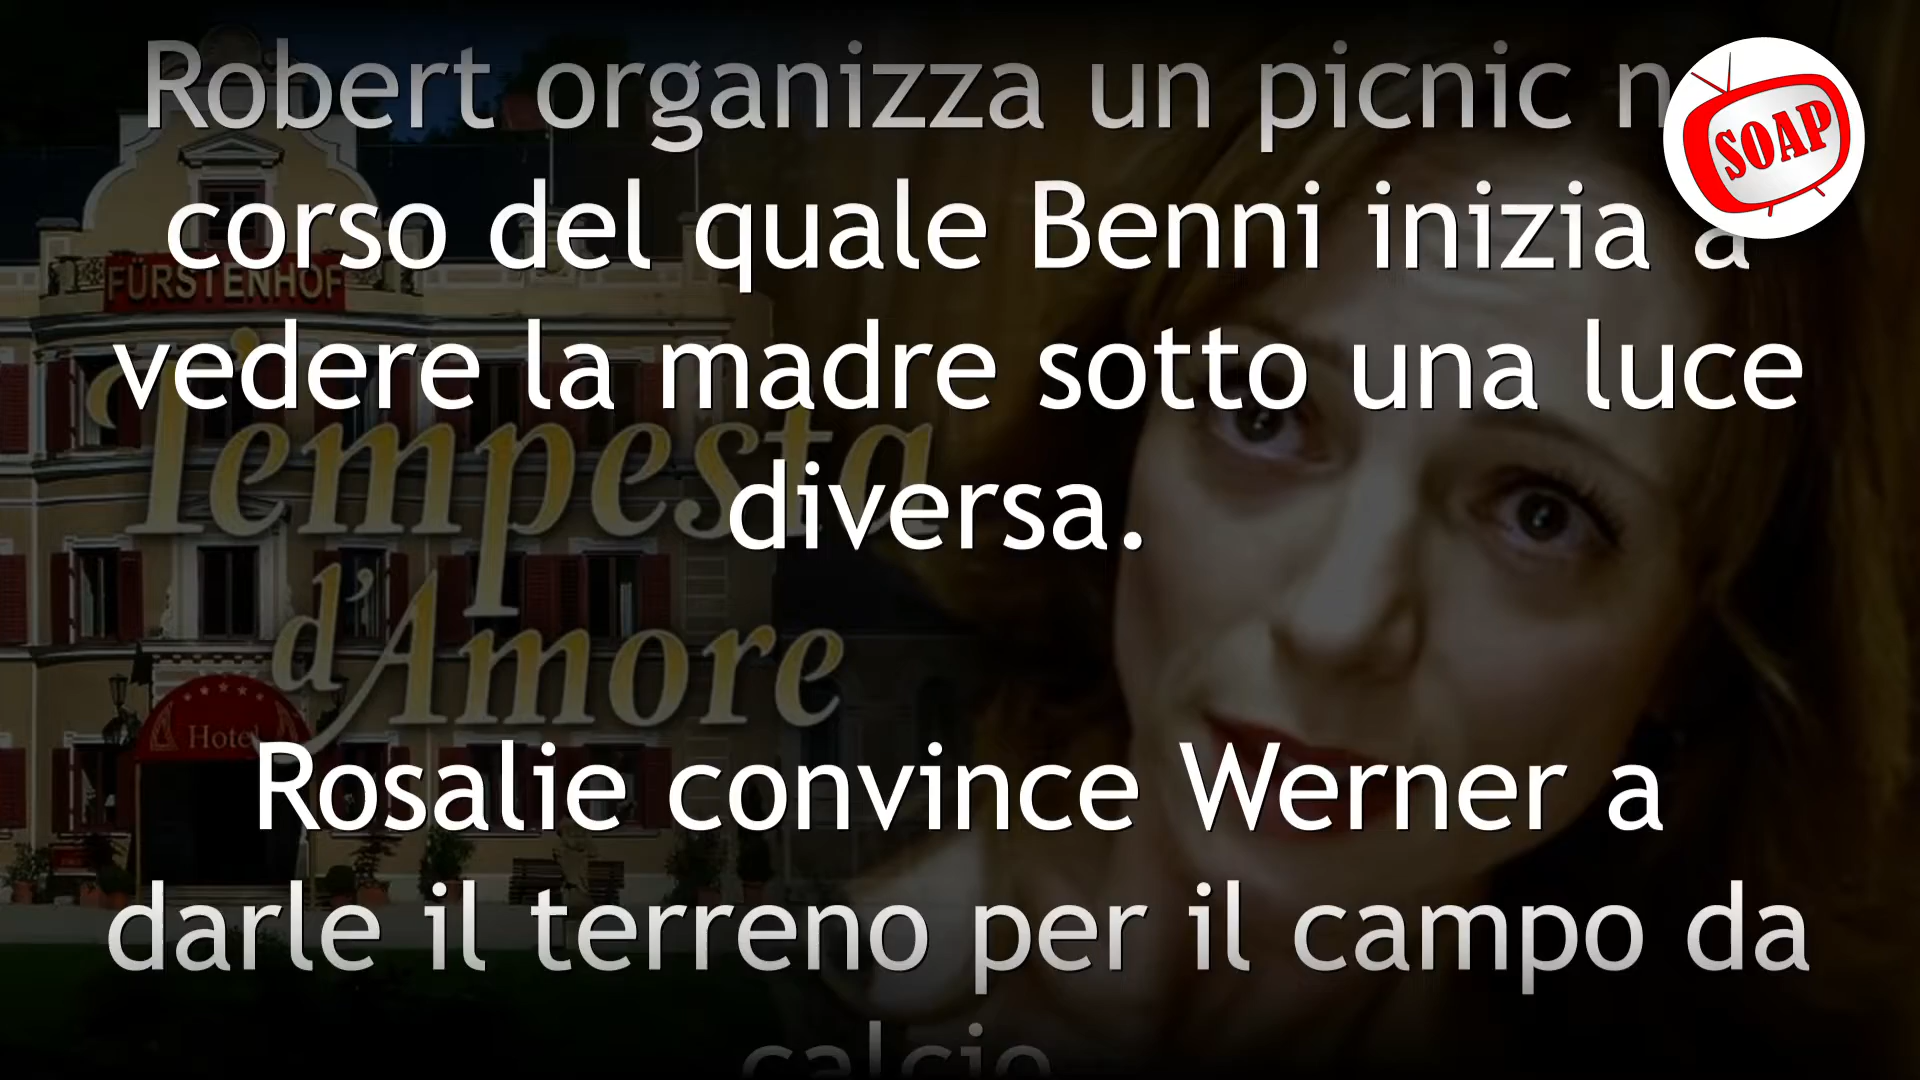 Robert organizza un picnic
corso del quale Benni inizia a
vedere la madre sotto una luce
diversa.
Rosalie convince Werner a
darle il terreno per il campo da
calcio
SOAP
FÜRSTENHOF
Tempesta
d'Amore
Hotel